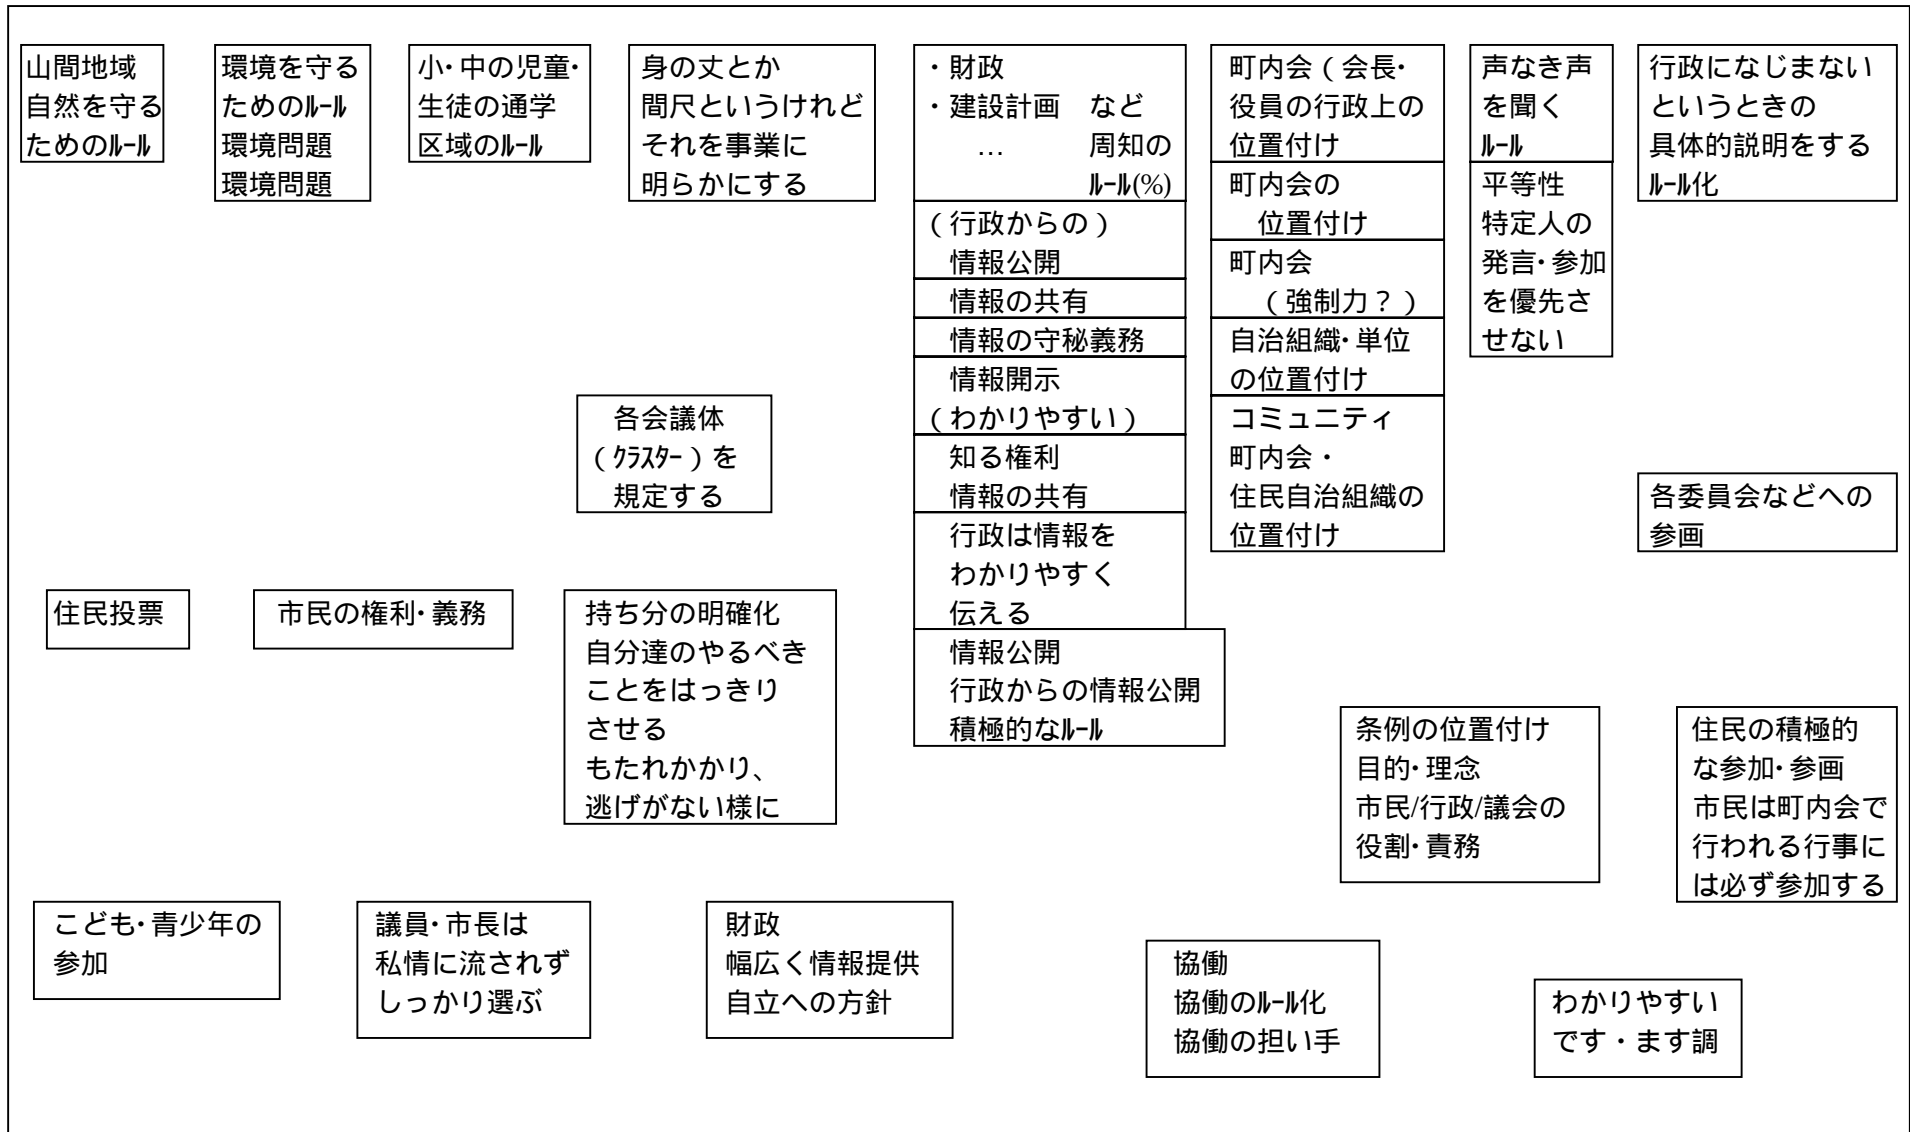 山間地域
自然を守る
ためのﾙｰﾙ
環境を守る
ためのﾙｰﾙ
環境問題
環境問題
小・中の児童・
生徒の通学
区域のﾙｰﾙ
身の丈とか
間尺というけれど
それを事業に
明らかにする
・財政
・建設計画 など
… 周知の
ﾙｰﾙ(%)
（行政からの）
情報公開
情報の共有
情報の守秘義務
情報開示
（わかりやすい）
知る権利
情報の共有
行政は情報を
わかりやすく
伝える
情報公開
行政からの情報公開
積極的なﾙｰﾙ
町内会（会長・
役員の行政上の
位置付け
町内会の
位置付け
町内会
（強制力？）
自治組織・単位
の位置付け
コミュニティ
町内会・
住民自治組織の
位置付け
声なき声
を聞く
ﾙｰﾙ
平等性
特定人の
発言・参加
を優先さ
せない
行政になじまない
というときの
具体的説明をする
ﾙｰﾙ化
各会議体
（ｸﾗｽﾀｰ）を
規定する
各委員会などへの
参画
住民投票
市民の権利・義務
持ち分の明確化
自分達のやるべき
ことをはっきり
させる
もたれかかり、
逃げがない様に
条例の位置付け
目的・理念
市民/行政/議会の
役割・責務
住民の積極的
な参加・参画
市民は町内会で
行われる行事に
は必ず参加する
こども・青少年の
参加
議員・市長は
私情に流されず
しっかり選ぶ
財政
幅広く情報提供
自立への方針
協働
協働のﾙｰﾙ化
協働の担い手
わかりやすい
です・ます調